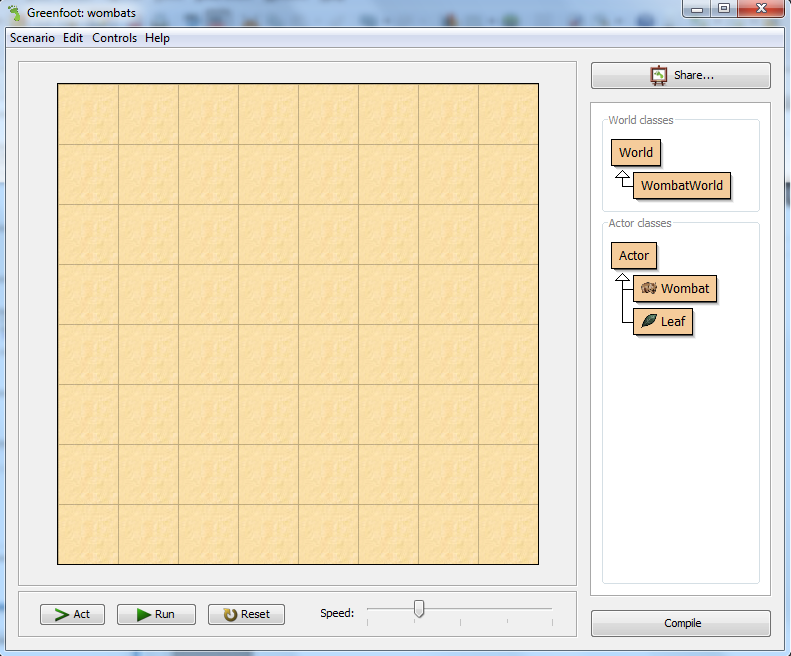 Greenfoot: wombats
Scenario Edit Controls Help
Share...
World classes
World
WombatWorld
Actor classes
Actor
Wombat
Leaf
Act Run Reset Speed:
Compile